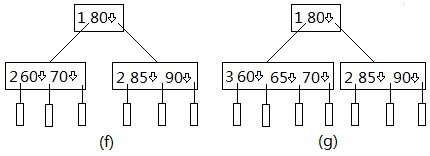 1 80⇩ 1 80⇩
2 60⇩ 70⇩ 2 85⇩ 90⇩ 3 60⇩ 65⇩ 70⇩ 2 85⇩ 90⇩
(f) (g)